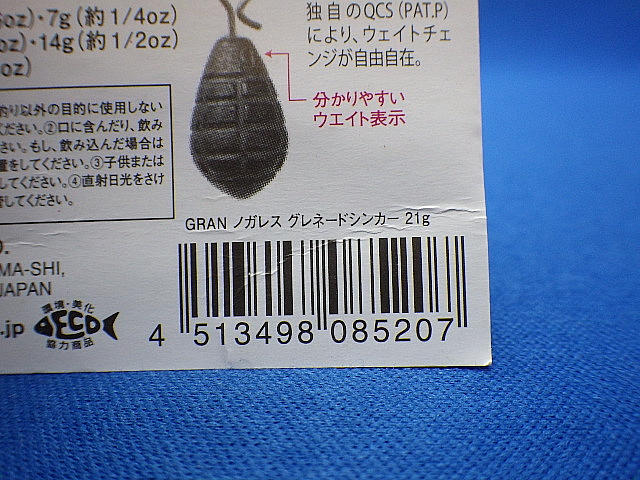 oz)・7g(約1/4oz)
oz)・14g(約1/2oz)
oz)
独自のQCS(PAT.P)
により、ウェイトチェ
ンジが自由自在。
分かりやすい
ウエイト表示
釣り以外の目的に使用しない
ください。②口に含んだり、飲み
さい。もし、飲み込んだ場合は
置をしてください。③子供または
してください。④直射日光をさけ
してください。
GRAN ノガレス グレネードシンカー 21g
MA-SHI,
JAPAN
.jp
環境・美化
ECO
協力商品
4 513498 085207